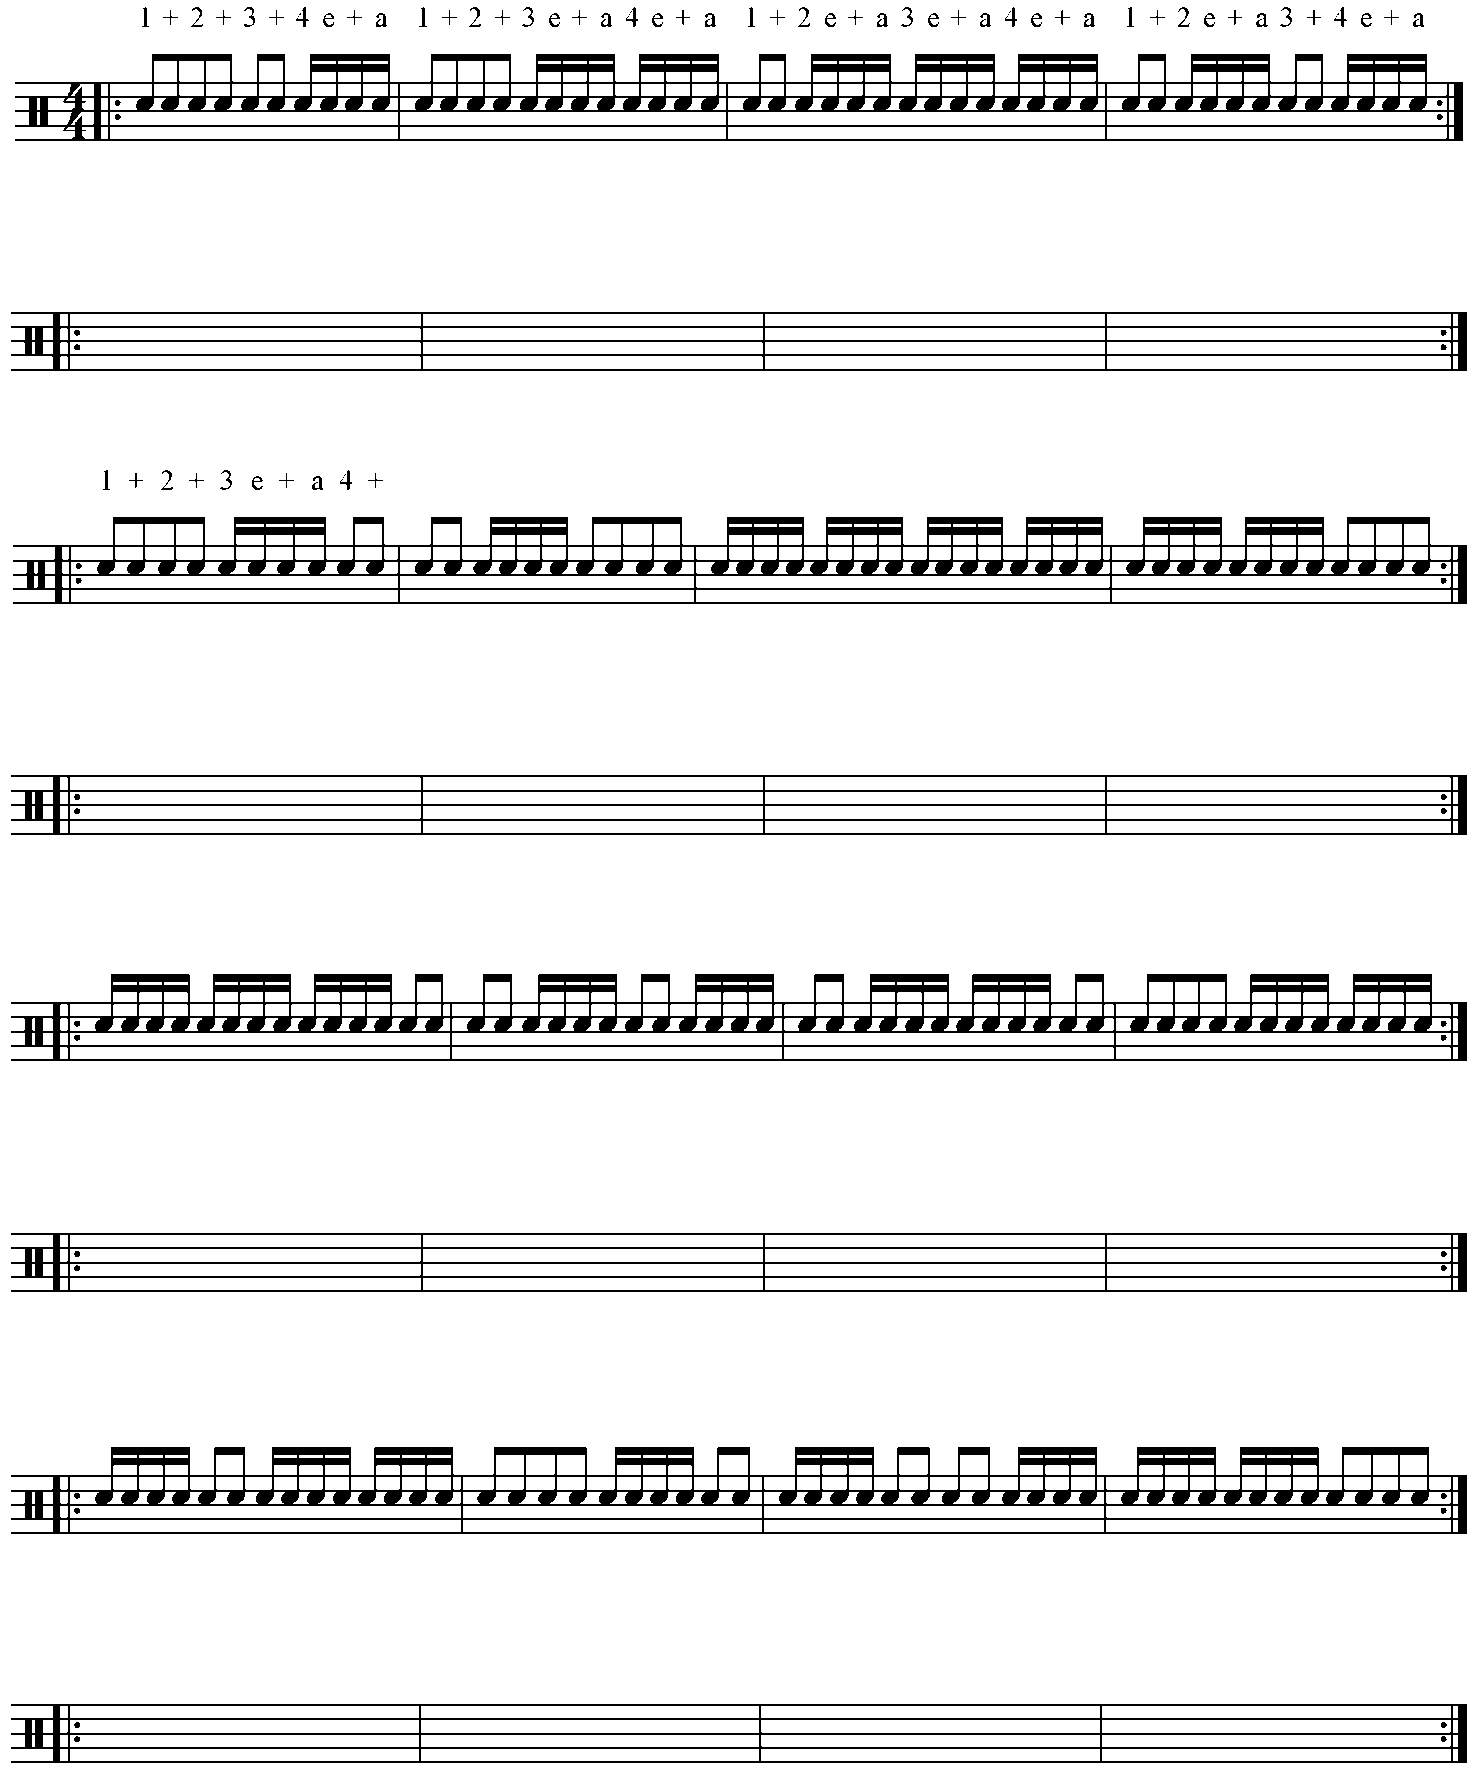 1 + 2 + 3 + 4 e + a 1 + 2 + 3 e + a 4 e + a 1 + 2 e + a 3 e + a 4 e + a 1 + 2 e + a 3 + 4 e + a
4
4
1 + 2 + 3 e + a 4 +